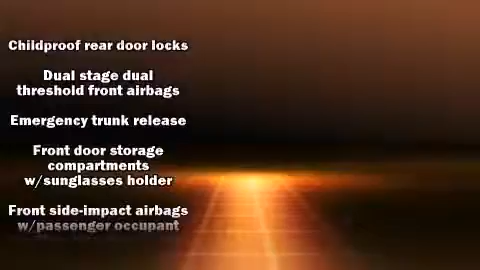 Childproof rear door locks
Dual stage dual
threshold front airbags
Emergency trunk release
Front door storage
compartments
w/sunglasses holder
Front side-impact airbags
w/passenger occupant